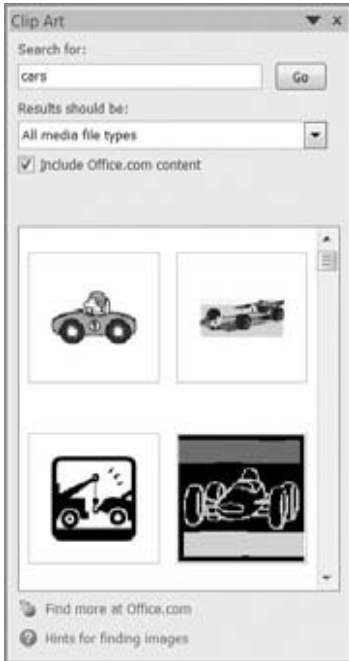 Clip Art
Search for:
cars
Go
Results should be:
All media file types
Include Office.com content
Find more at Office.com
Hints for finding images